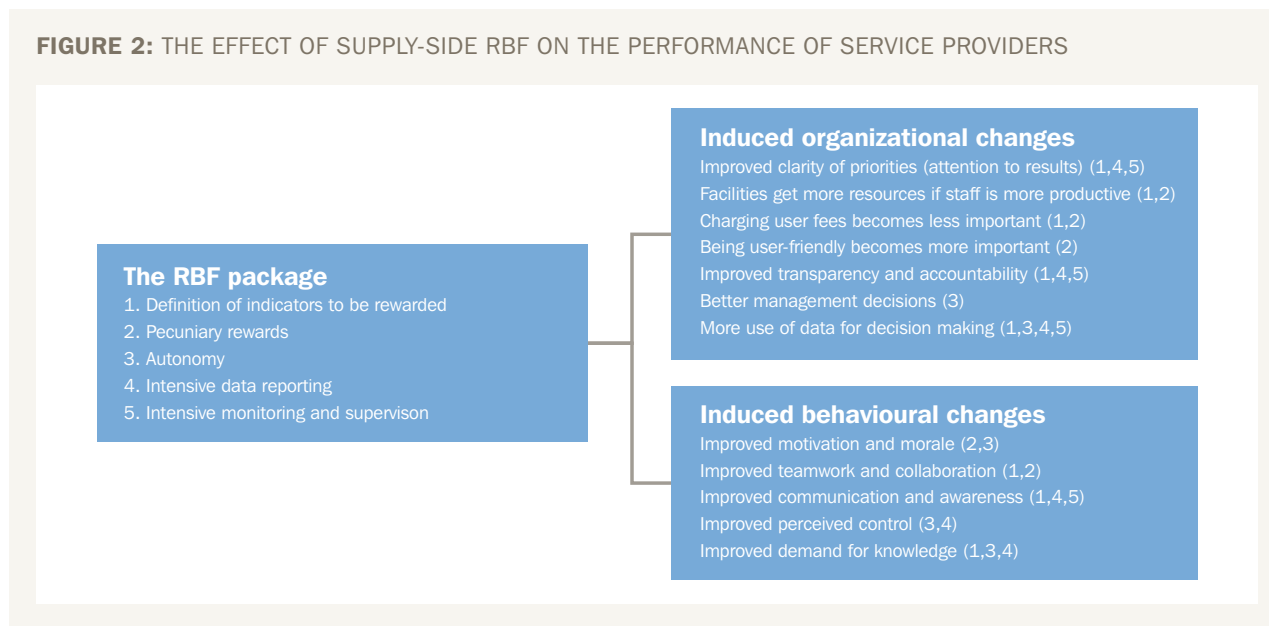 FIGURE 2: THE EFFECT OF SUPPLY-SIDE RBF ON THE PERFORMANCE OF SERVICE PROVIDERS
The RBF package
1. Definition of indicators to be rewarded
2. Pecuniary rewards
3. Autonomy
4. Intensive data reporting
5. Intensive monitoring and supervison
Induced organizational changes
Improved clarity of priorities (attention to results) (1,4,5)
Facilities get more resources if staff is more productive (1,2)
Charging user fees becomes less important (1,2)
Being user-friendly becomes more important (2)
Improved transparency and accountability (1,4,5)
Better management decisions (3)
More use of data for decision making (1,3,4,5)
Induced behavioural changes
Improved motivation and morale (2,3)
Improved teamwork and collaboration (1,2)
Improved communication and awareness (1,4,5)
Improved perceived control (3,4)
Improved demand for knowledge (1,3,4)